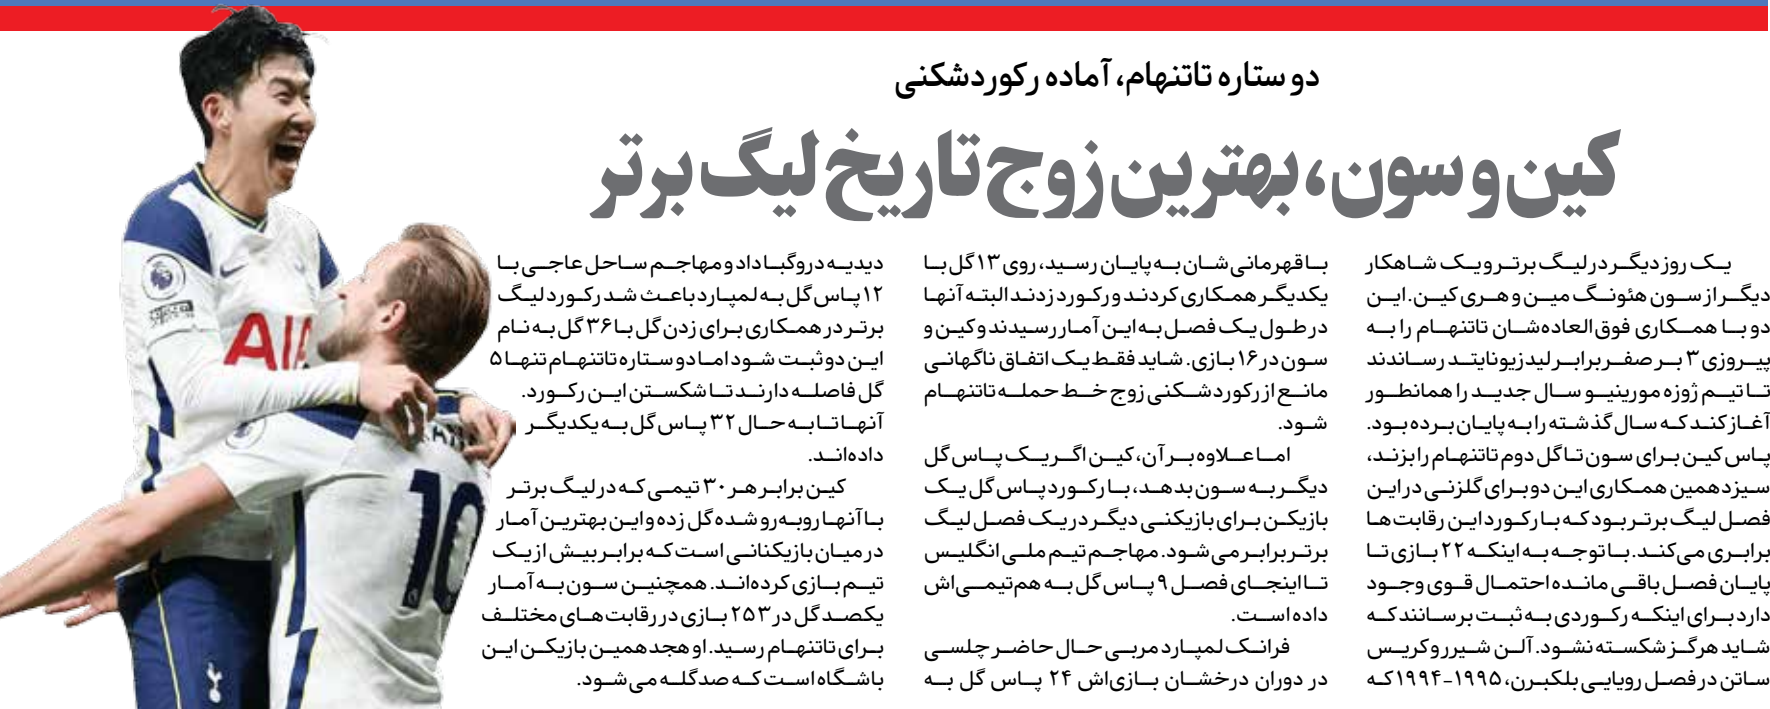 دو ستاره تاتنهام، آماده رکوردشکنی
کین و سون، بهترین زوج تاریخ لیگ برتر
یک روز دیگر در لیگ برتر و یک شاهکار
دیگر از سون هئونگ مین و هری کین. این
دو با همکاری فوق‌العاده‌شان تاتنهام را به
پیروزی ۳ بر صفر برابر لیدز یونایتد رساندند
تا تیم ژوزه مورینیو سال جدید را همانطور
آغاز کند که سال گذشته را به پایان برده بود.
پاس کین برای سون تا گل دوم تاتنهام را بزند،
سیزدهمین همکاری این دو برای گلزنی در این
فصل لیگ برتر بود که با رکورد این رقابت‌ها
برابری می‌کند. با توجه به اینکه ۲۲ بازی تا
پایان فصل باقی مانده احتمال قوی وجود
دارد برای اینکه رکوردی به ثبت برسانند که
شاید هرگز شکسته نشود. آلن شیرر و کریس
ساتن در فصل رویایی بلکبرن، ۱۹۹۵-۱۹۹۴ که
با قهرمانی‌شان به پایان رسید، روی ۱۳ گل با
یکدیگر همکاری کردند و رکورد زدند البته آنها
در طول یک فصل به این آمار رسیدند و کین و
سون در ۱۶ بازی. شاید فقط یک اتفاق ناگهانی
مانع از رکوردشکنی زوج خط حمله تاتنهام
شود.
اما علاوه بر آن، کین اگر یک پاس گل
دیگر به سون بدهد، با رکورد پاس گل یک
بازیکن برای بازیکنی دیگر در یک فصل لیگ
برتر برابر می‌شود. مهاجم تیم ملی انگلیس
تا اینجای فصل ۹ پاس گل به هم‌تیمی‌اش
داده است.
فرانک لمپارد مربی حال حاضر چلسی
در دوران درخشان بازی‌اش ۲۴ پاس گل به
دیدیه دروگبا داد و مهاجم ساحل عاجی با
۱۲ پاس گل به لمپارد باعث شد رکورد لیگ
برتر در همکاری برای زدن گل با ۳۶ گل به نام
این دو ثبت شود اما دو ستاره تاتنهام تنها ۵
گل فاصله دارند تا شکستن این رکورد.
آنها تا به حال ۳۲ پاس گل به یکدیگر
داده‌اند.
کین برابر هر ۳۰ تیمی که در لیگ برتر
با آنها روبه‌رو شده گل زده و این بهترین آمار
در میان بازیکنانی است که برابر بیش از یک
تیم بازی کرده‌اند. همچنین سون به آمار
یکصد گل در ۲۵۳ بازی در رقابت‌های مختلف
برای تاتنهام رسید. او هجدهمین بازیکن این
باشگاه است که صدگله می‌شود.
AIA
10